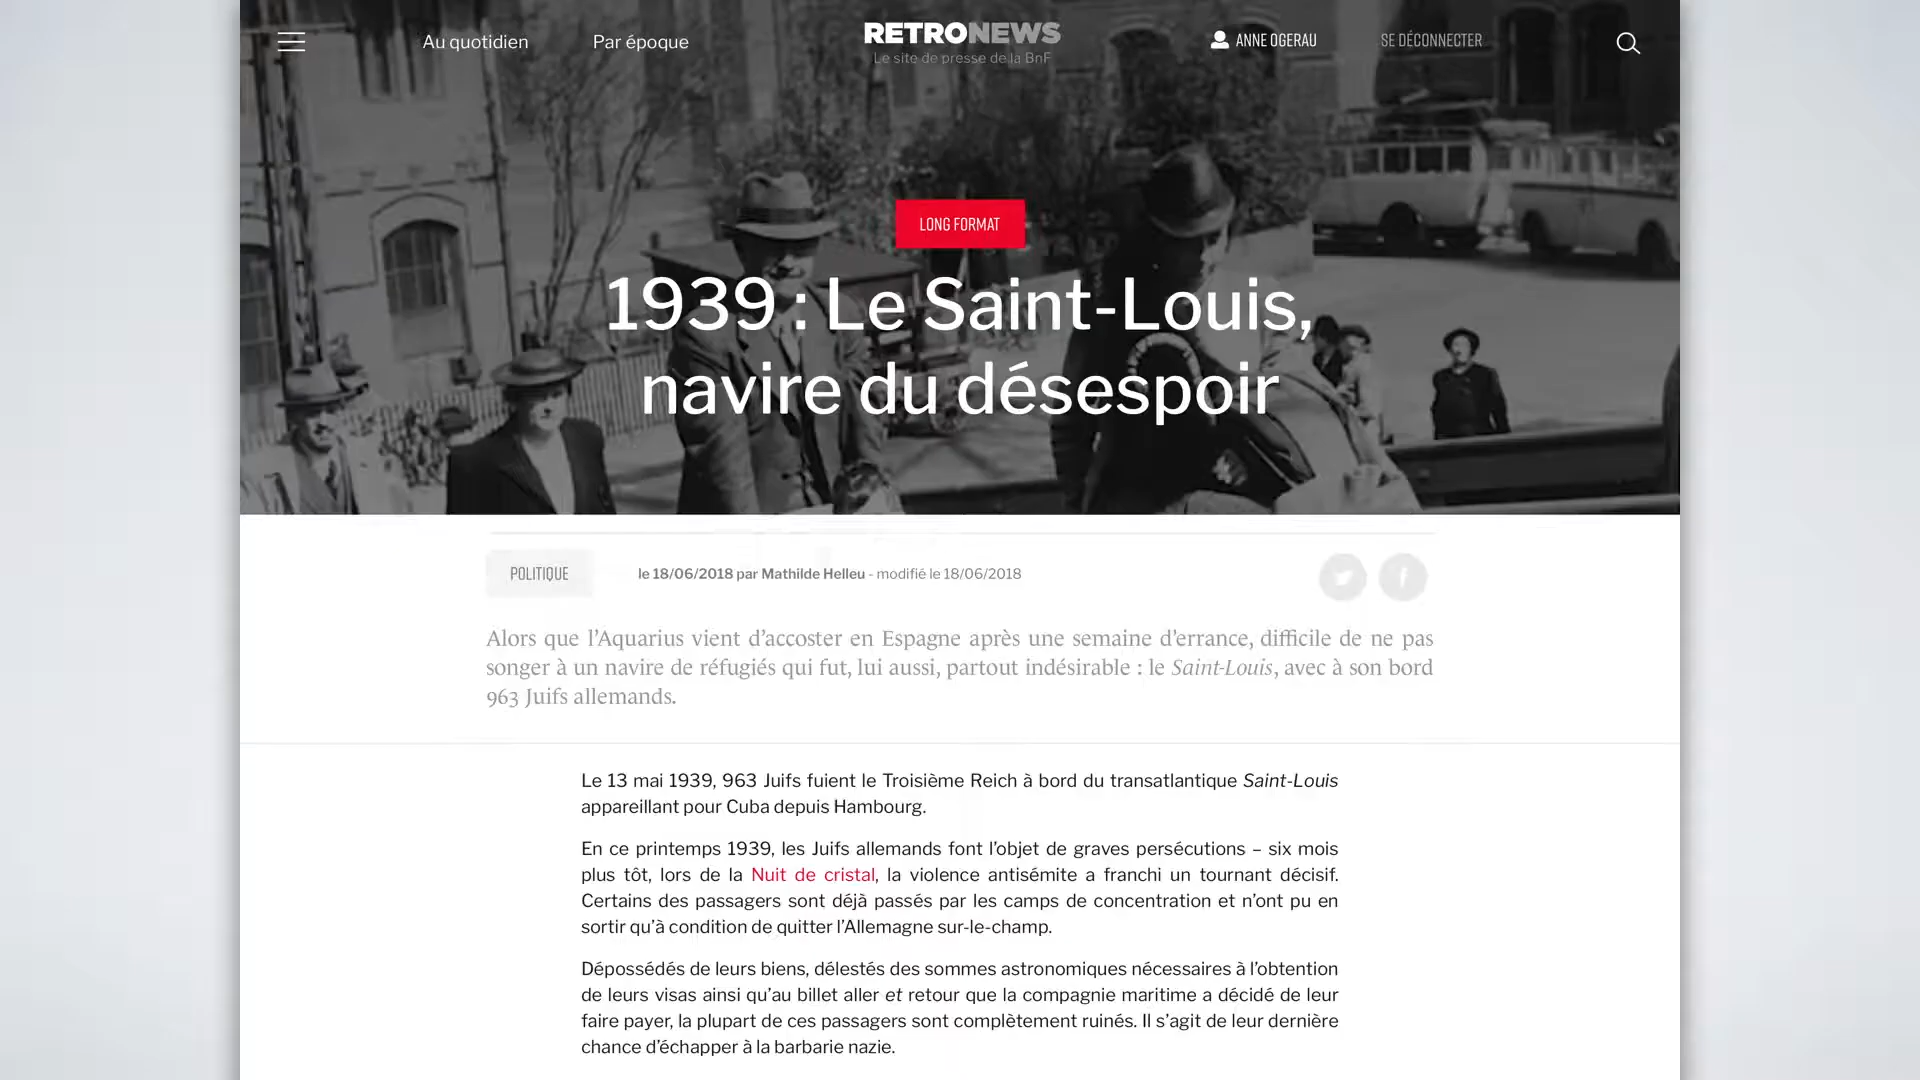 Au quotidien
Par époque
RETRONEWS
Le site de presse de la BnF
ANNE OGERAU
SE DÉCONNECTER
LONG FORMAT
1939 : Le Saint-Louis,
navire du désespoir
POLITIQUE
le 18/06/2018 par Mathilde Helleu - modifié le 18/06/2018
Alors que l’Aquarius vient d’accoster en Espagne après une semaine d’errance, difficile de ne pas
songer à un navire de réfugiés qui fut, lui aussi, partout indésirable : le Saint-Louis, avec à son bord
963 Juifs allemands.
Le 13 mai 1939, 963 Juifs fuient le Troisième Reich à bord du transatlantique Saint-Louis
appareillant pour Cuba depuis Hambourg.
En ce printemps 1939, les Juifs allemands font l’objet de graves persécutions – six mois
plus tôt, lors de la Nuit de cristal, la violence antisémite a franchi un tournant décisif.
Certains des passagers sont déjà passés par les camps de concentration et n’ont pu en
sortir qu’à condition de quitter l’Allemagne sur-le-champ.
Dépossédés de leurs biens, délestés des sommes astronomiques nécessaires à l’obtention
de leurs visas ainsi qu’au billet aller et retour que la compagnie maritime a décidé de leur
faire payer, la plupart de ces passagers sont complètement ruinés. Il s’agit de leur dernière
chance d’échapper à la barbarie nazie.